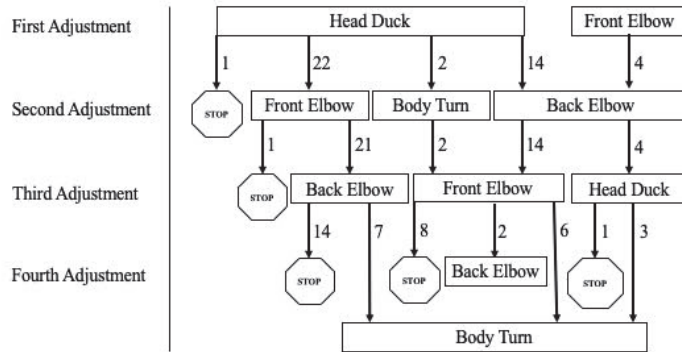 First Adjustment Head Duck Front Elbow
1 22 2 14 4
Second Adjustment STOP Front Elbow Body Turn Back Elbow
1 21 2 14 4
Third Adjustment STOP Back Elbow Front Elbow Head Duck
14 7 8 2 6 1 3
Fourth Adjustment STOP STOP Back Elbow STOP
Body Turn